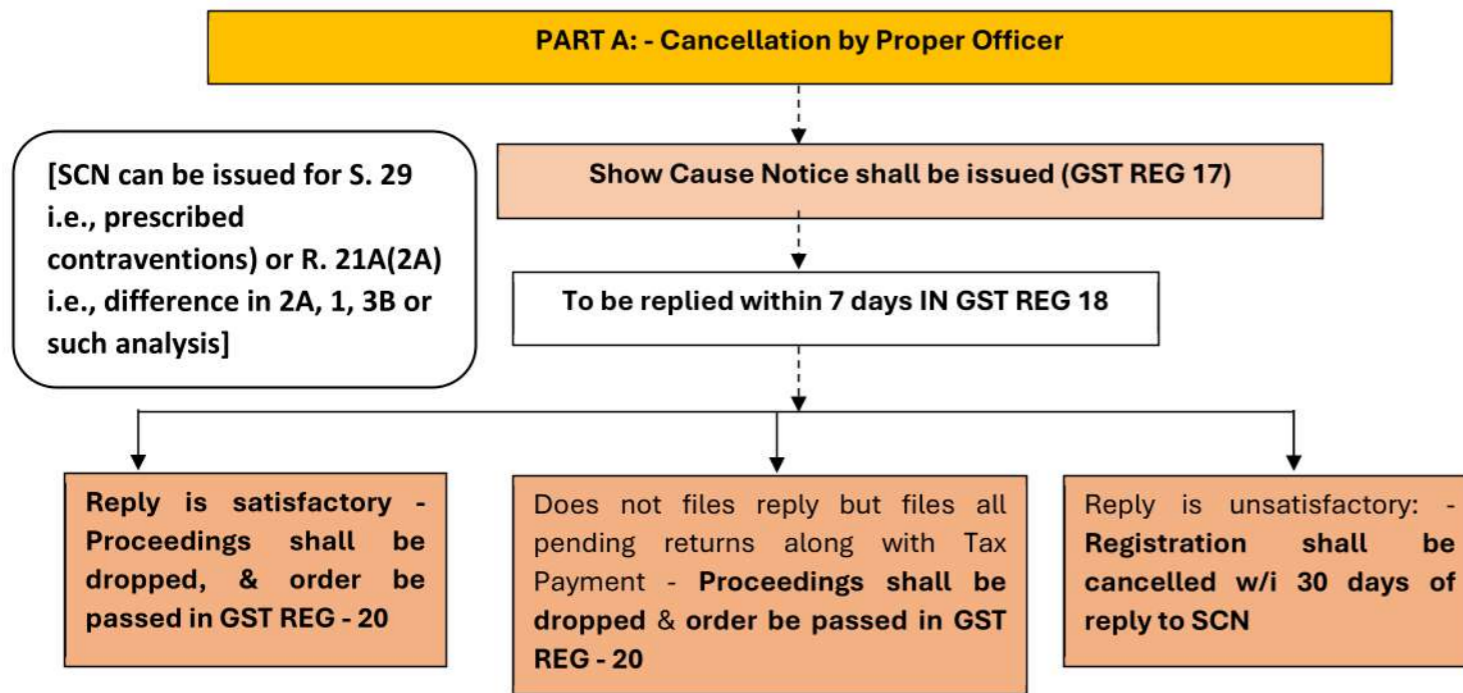 PART A: - Cancellation by Proper Officer
[SCN can be issued for S. 29
i.e., prescribed
contraventions) or R. 21A(2A)
i.e., difference in 2A, 1, 3B or
such analysis]
Show Cause Notice shall be issued (GST REG 17)
To be replied within 7 days IN GST REG 18
Reply is satisfactory -
Proceedings shall be
dropped, & order be
passed in GST REG - 20
Does not files reply but files all
pending returns along with Tax
Payment - Proceedings shall be
dropped & order be passed in GST
REG - 20
Reply is unsatisfactory: -
Registration shall be
cancelled w/i 30 days of
reply to SCN